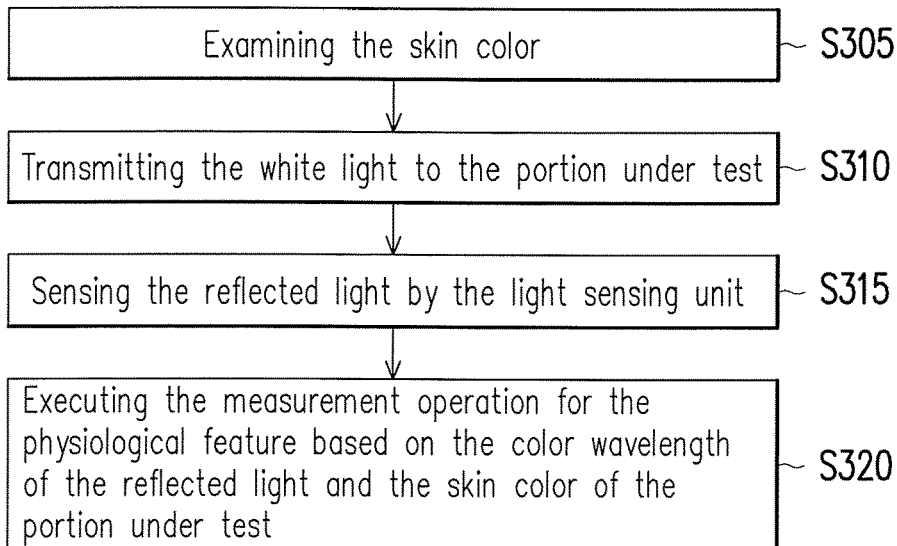 Examining the skin color
S305
Transmitting the white light to the portion under test
S310
Sensing the reflected light by the light sensing unit
S315
Executing the measurement operation for the
physiological feature based on the color wavelength
of the reflected light and the skin color of the
portion under test
S320